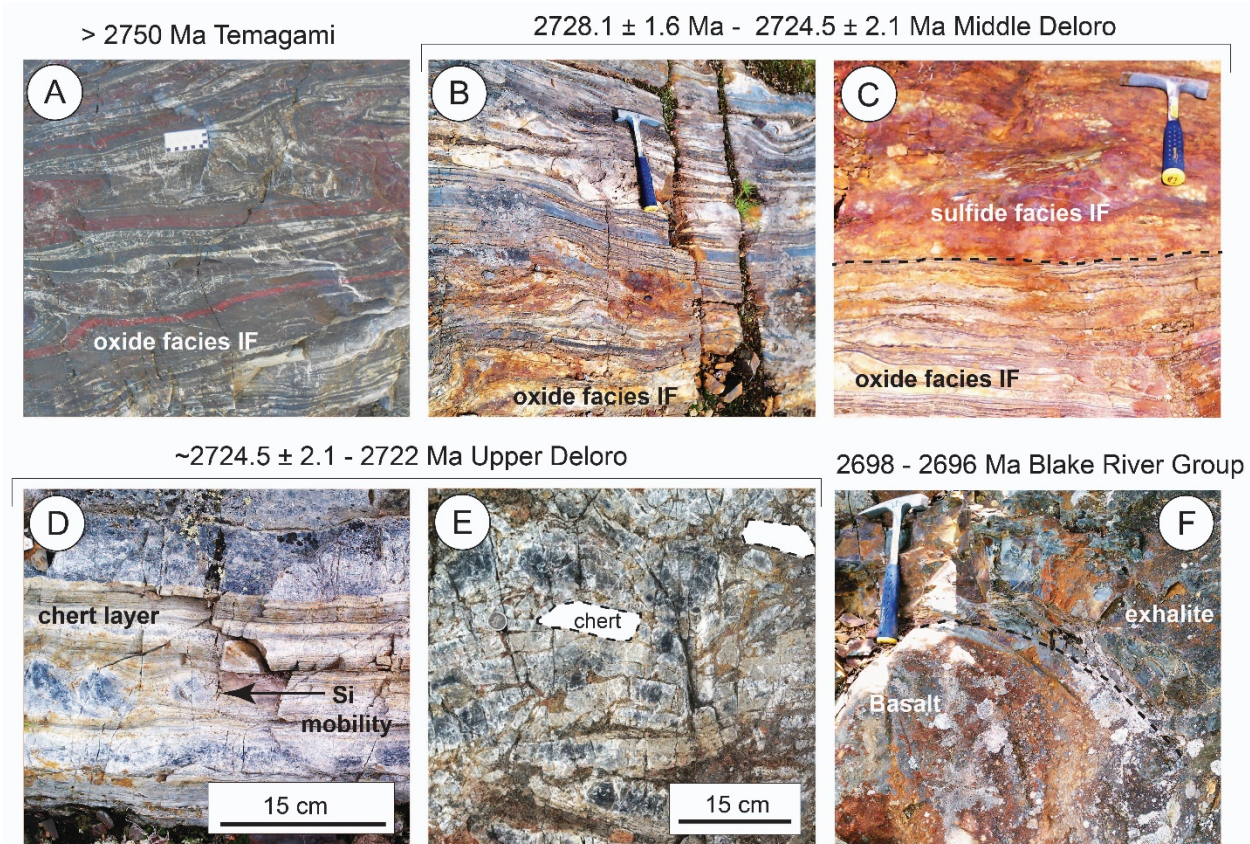 > 2750 Ma Temagami
2728.1 ± 1.6 Ma - 2724.5 ± 2.1 Ma Middle Deloro
A
oxide facies IF
B
oxide facies IF
C
sulfide facies IF
oxide facies IF
~2724.5 ± 2.1 - 2722 Ma Upper Deloro
2698 - 2696 Ma Blake River Group
D
chert layer
Si
mobility
15 cm
E
chert
15 cm
F
exhalite
Basalt